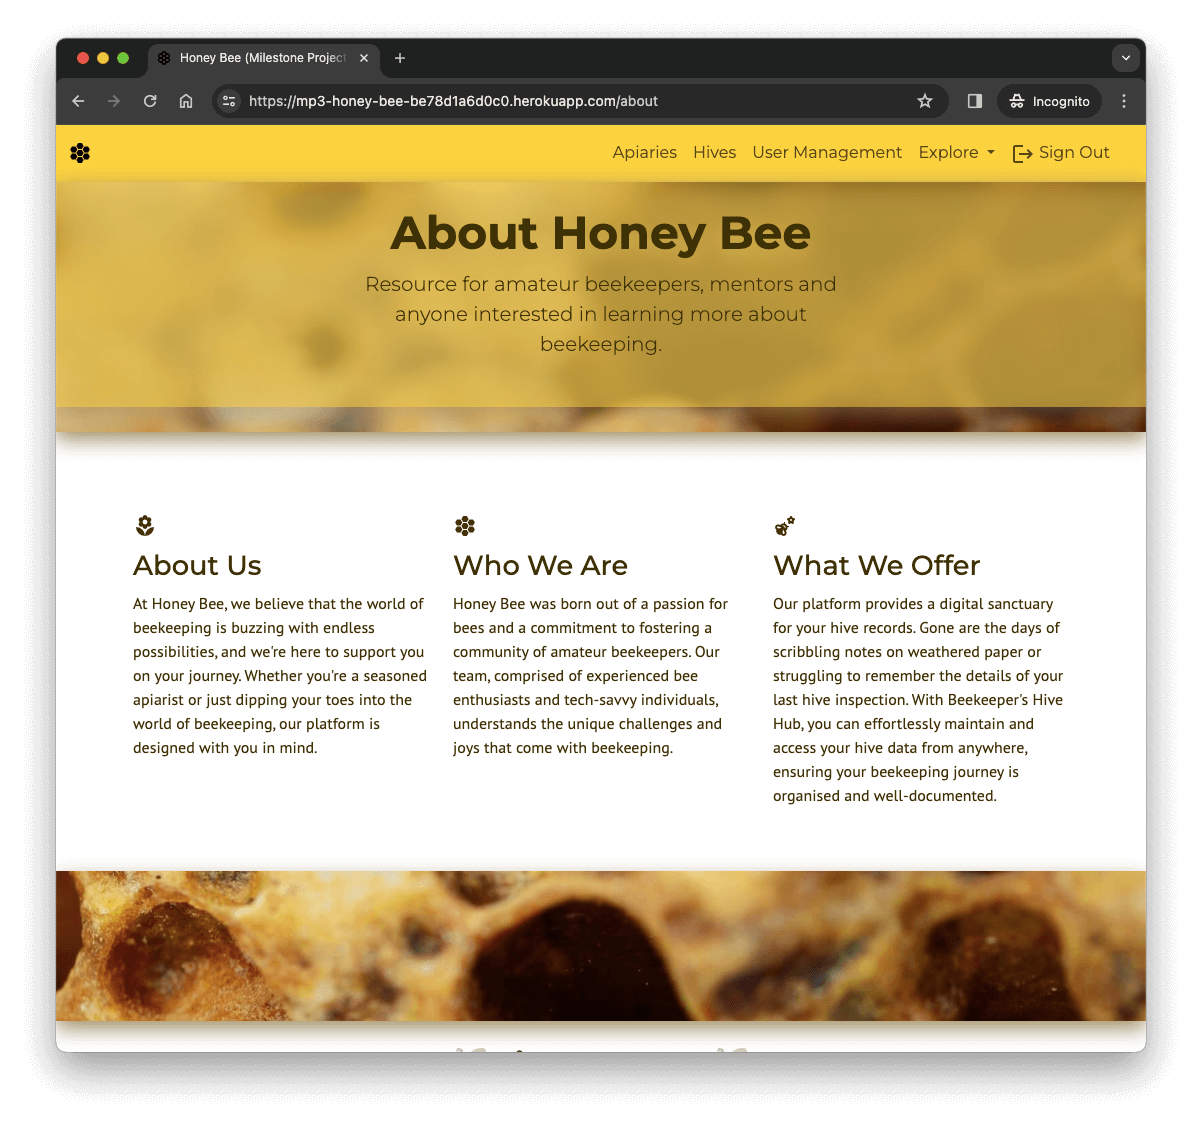 Honey Bee (Milestone Project
https://mp3-honey-bee-be78d1a6d0c0.herokuapp.com/about
Incognito
Apiaries Hives User Management Explore Sign Out
About Honey Bee
Resource for amateur beekeepers, mentors and
anyone interested in learning more about
beekeeping.
About Us
At Honey Bee, we believe that the world of
beekeeping is buzzing with endless
possibilities, and we're here to support you
on your journey. Whether you're a seasoned
apiarist or just dipping your toes into the
world of beekeeping, our platform is
designed with you in mind.
Who We Are
Honey Bee was born out of a passion for
bees and a commitment to fostering a
community of amateur beekeepers. Our
team, comprised of experienced bee
enthusiasts and tech-savvy individuals,
understands the unique challenges and
joys that come with beekeeping.
What We Offer
Our platform provides a digital sanctuary
for your hive records. Gone are the days of
scribbling notes on weathered paper or
struggling to remember the details of your
last hive inspection. With Beekeeper's Hive
Hub, you can effortlessly maintain and
access your hive data from anywhere,
ensuring your beekeeping journey is
organised and well-documented.